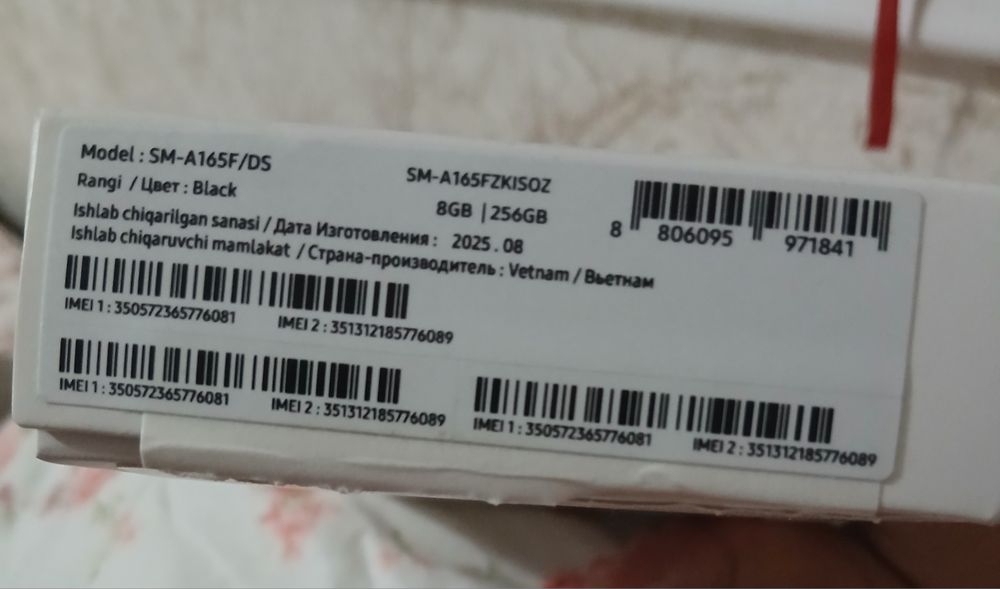 Model : SM-A165F/DS
SM-A165FZKISOZ
Rangi / Цвет : Black
8GB | 256GB
8 806095 971841
Ishlab chiqarilgan sanasi / Дата Изготовления : 2025.08
Ishlab chiqaruvchi mamlakat / Страна-производитель : Vetnam / Вьетнам
IMEI 1 : 350572365776081 IMEI 2 : 351312185776089
IMEI 1 : 350572365776081 IMEI 2 : 351312185776089
IMEI 1 : 350572365776081 IMEI 2 : 351312185776089